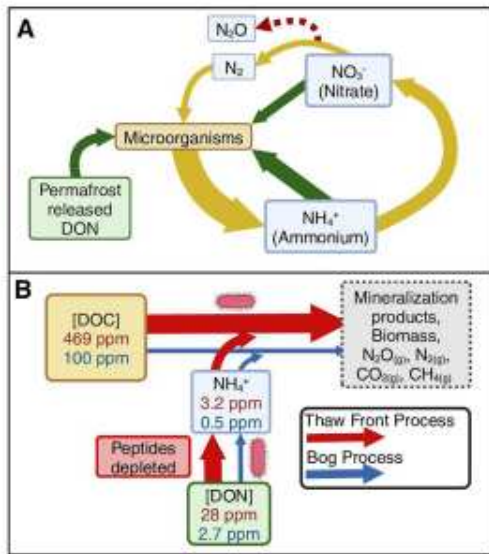 A
N₂O
N₂
NO₃⁻
(Nitrate)
Microorganisms
Permafrost
released
DON
NH₄⁺
(Ammonium)
B
[DOC]
469 ppm
100 ppm
Mineralization
products,
Biomass,
N₂O(g), N₂(g),
CO₂(g), CH₄(g)
NH₄⁺
3.2 ppm
0.5 ppm
Peptides
depleted
[DON]
28 ppm
2.7 ppm
Thaw Front Process
Bog Process